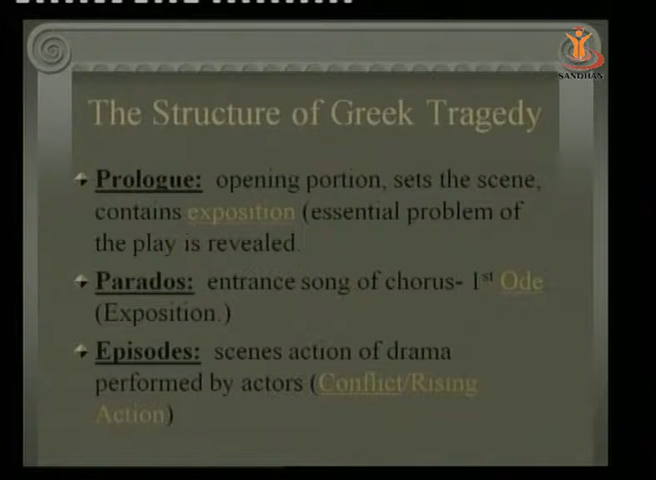 SANDHAN
The Structure of Greek Tragedy
Prologue: opening portion, sets the scene,
contains exposition (essential problem of
the play is revealed.
Parados: entrance song of chorus- 1st Ode
(Exposition.)
Episodes: scenes action of drama
performed by actors (Conflict/Rising
Action)